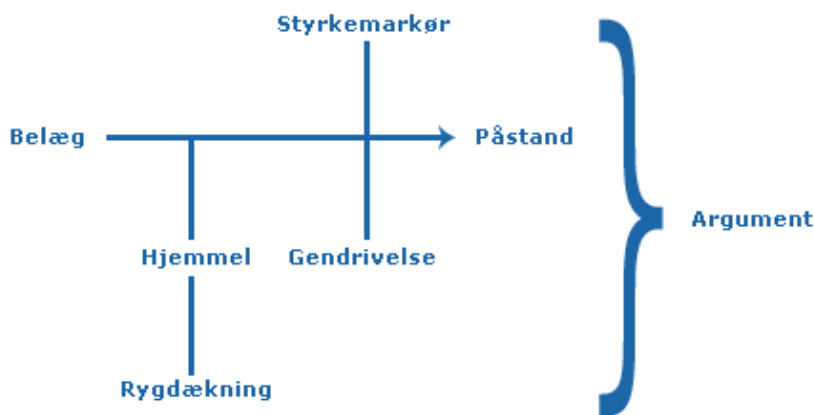 Styrkemarkør
Belæg
Påstand
Argument
Hjemmel
Gendrivelse
Rygdækning